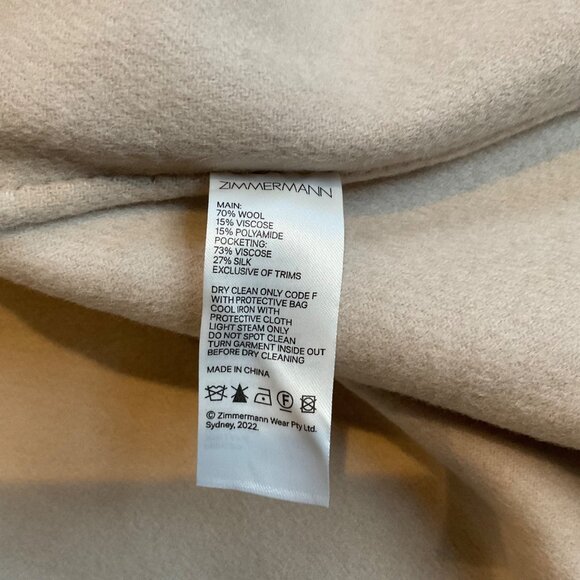 ZIMMERMANN
MAIN:
70% WOOL
15% VISCOSE
15% POLYAMIDE
POCKETING:
73% VISCOSE
27% SILK
EXCLUSIVE OF TRIMS
DRY CLEAN ONLY CODE F
WITH PROTECTIVE BAG
COOL IRON WITH
PROTECTIVE CLOTH
LIGHT STEAM ONLY
DO NOT SPOT CLEAN
TURN GARMENT INSIDE OUT
BEFORE DRY CLEANING
MADE IN CHINA
F
© Zimmermann Wear Pty Ltd.
Sydney, 2022.